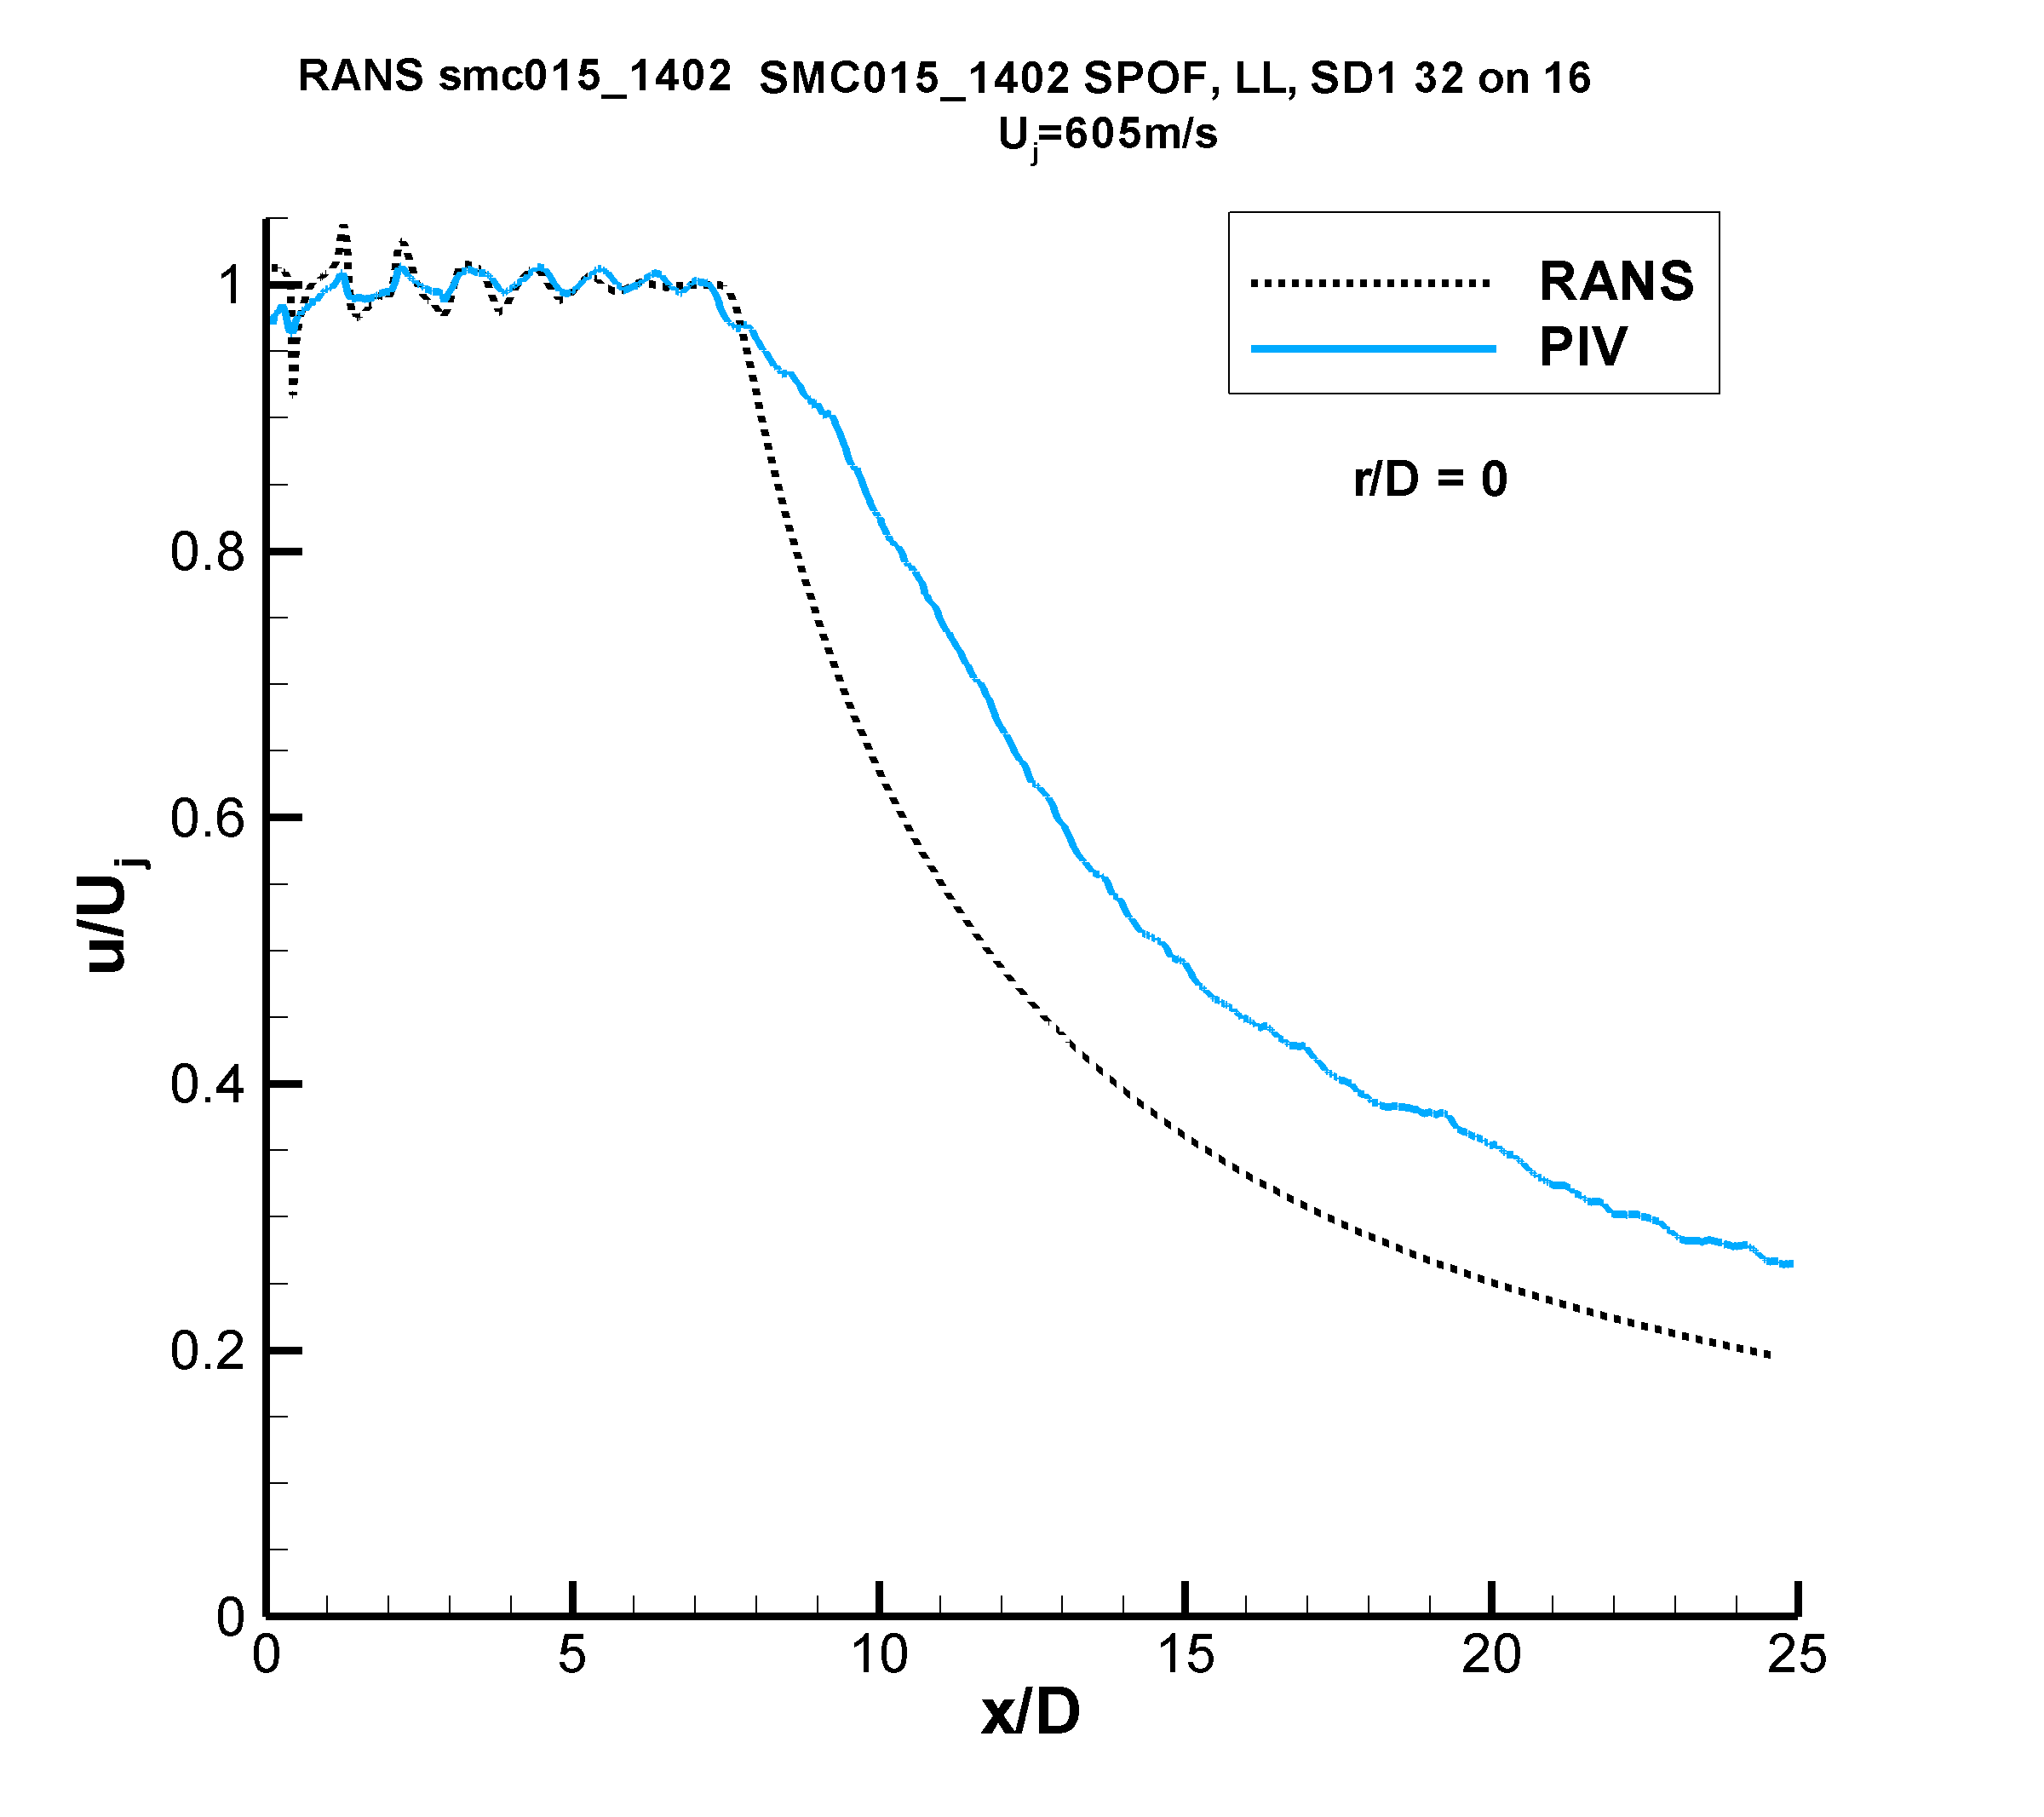 RANS smc015_1402 SMC015_1402 SPOF, LL, SD1 32 on 16
Uj=605m/s
RANS
PIV
r/D = 0
1
0.8
0.6
0.4
0.2
0
u/Uj
0 5 10 15 20 25
x/D